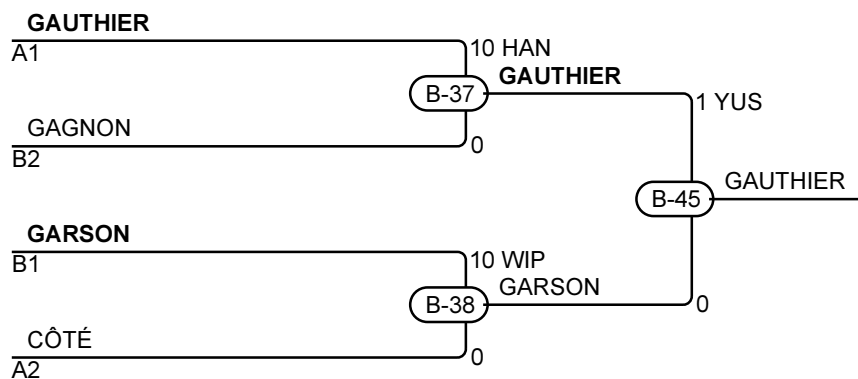 GAUTHIER
A1
10 HAN
GAUTHIER
B-37
1 YUS
GAGNON
B2
0
GAUTHIER
B-45
GARSON
B1
10 WIP
GARSON
B-38
0
CÔTÉ
A2
0